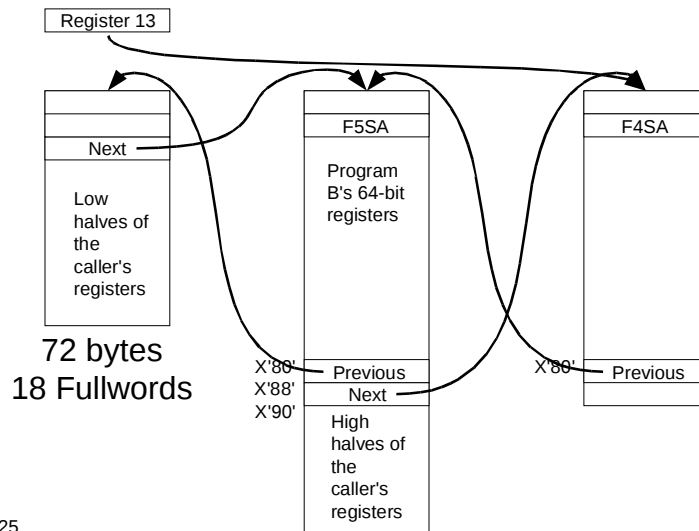 Register 13
Next
Low
halves of
the
caller's
registers
72 bytes
18 Fullwords
F5SA
Program
B's 64-bit
registers
X'80'
Previous
X'88'
Next
X'90'
High
halves of
the
caller's
registers
F4SA
X'80'
Previous
25